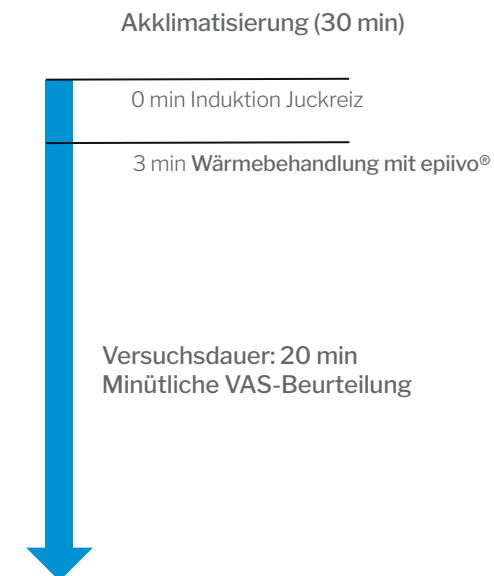 Akklimatisierung (30 min)
0 min Induktion Juckreiz
3 min Wärmebehandlung mit epiivo®
Versuchsdauer: 20 min
Minütliche VAS-Beurteilung